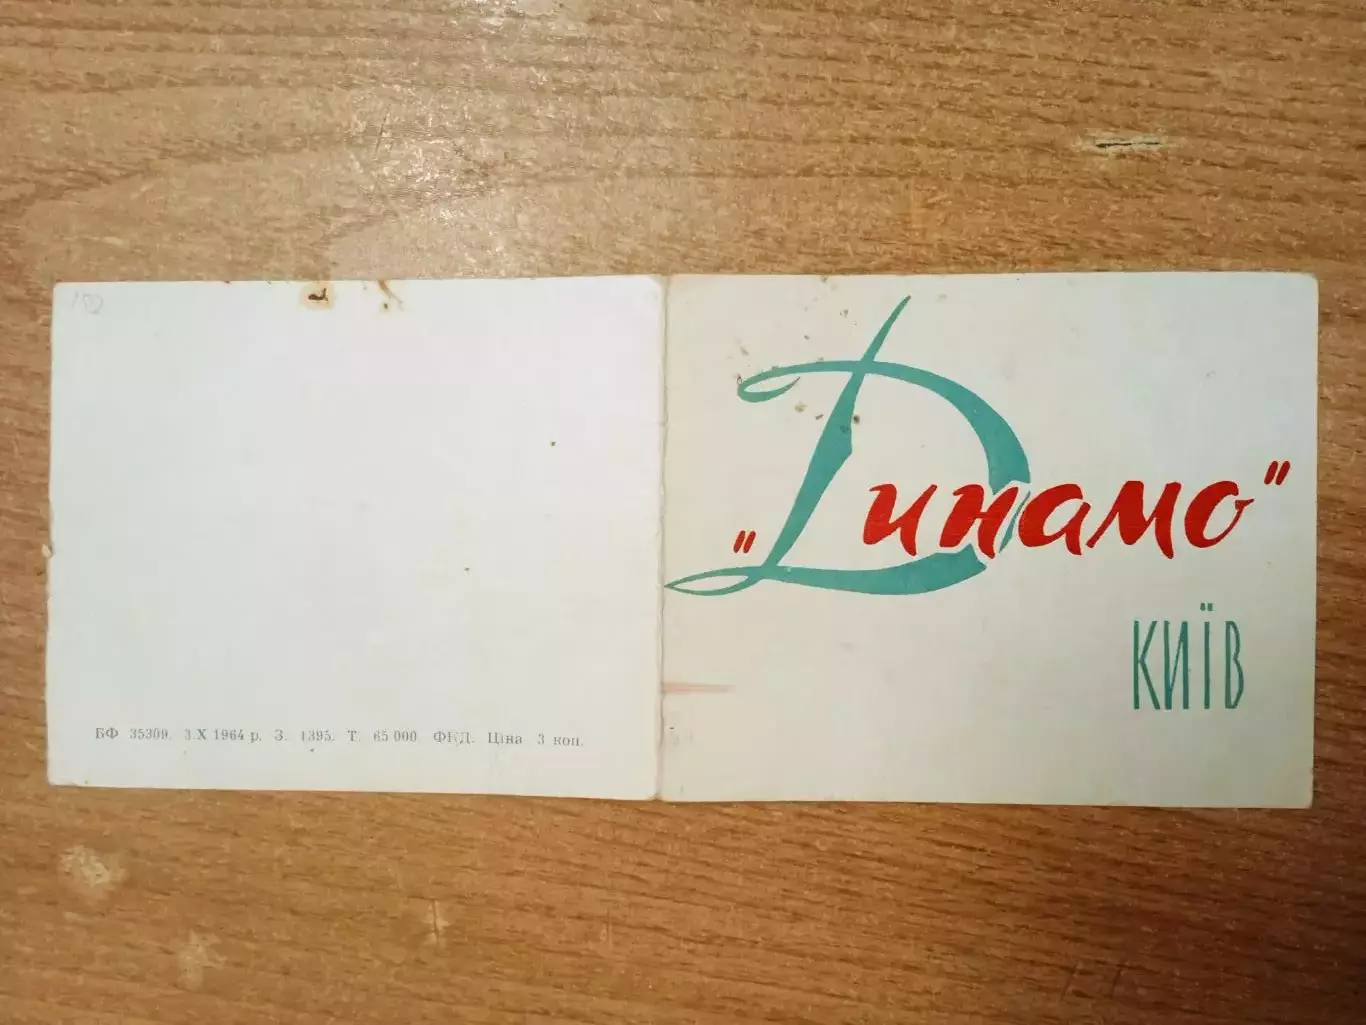 БФ 35309. 3.X 1964 р. З. 1395. Т. 65 000. ФКД. Ціна 3 коп.
„Динамо"
КИЇВ